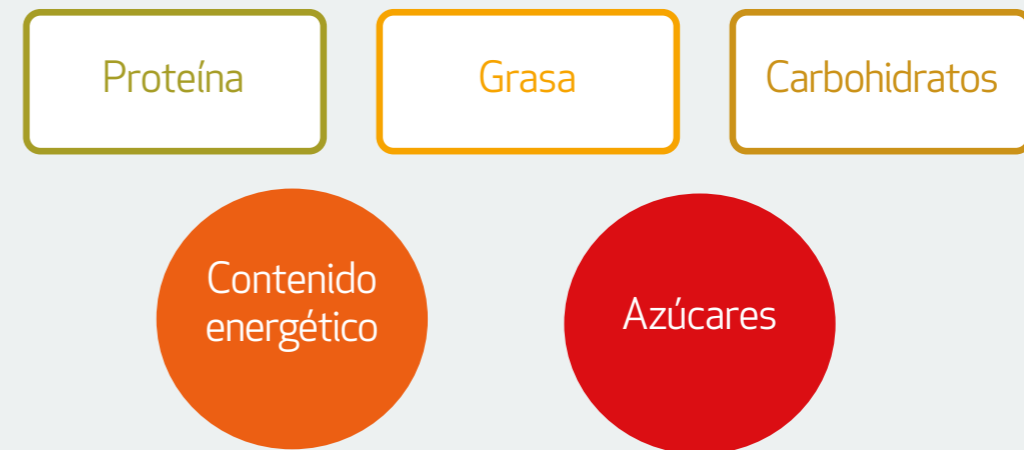 Proteína
Grasa
Carbohidratos
Contenido
energético
Azúcares